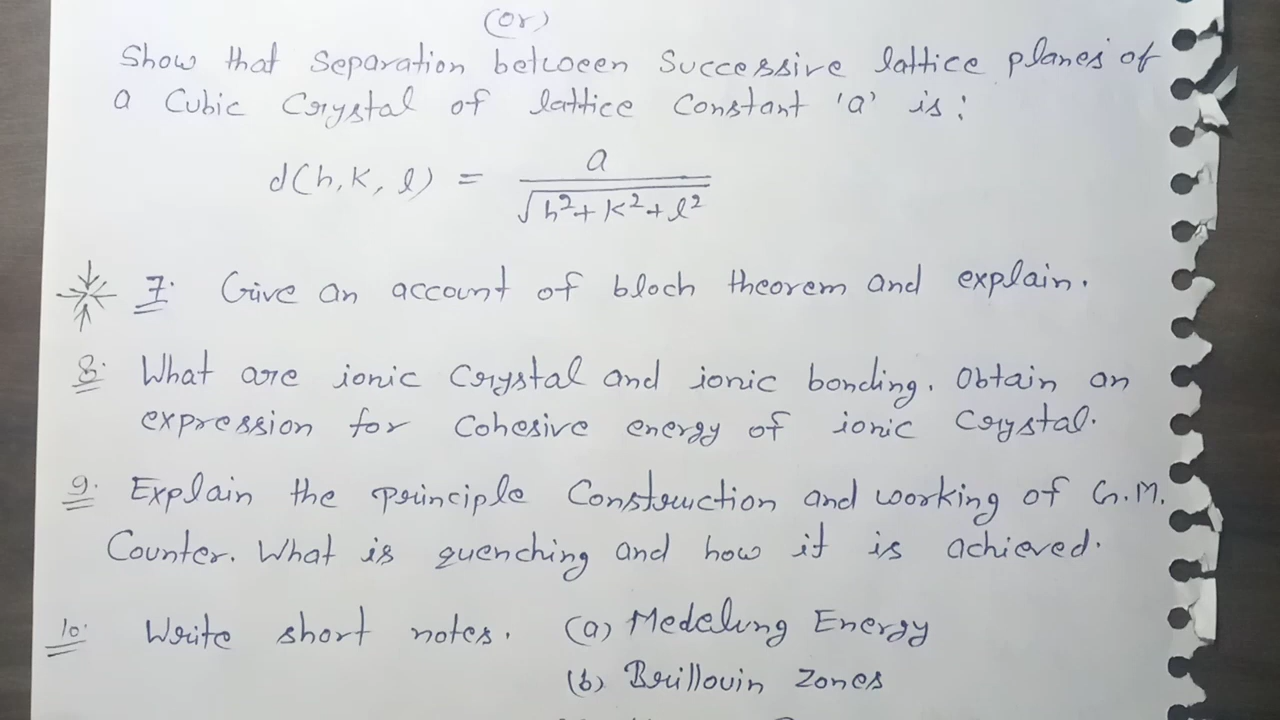 (or)
Show that Separation between Successive lattice planes of
a Cubic Crystal of lattice Constant 'a' is:
d(h, k, l) = a / √h²+k²+l²
7. Give an account of bloch theorem and explain.
8. What are ionic Crystal and ionic bonding. Obtain an
expression for Cohesive energy of ionic Crystal.
9. Explain the principle Construction and working of G.M.
Counter. What is quenching and how it is achieved.
10. Write short notes. (a) Medelung Energy
(b) Brillouin Zones